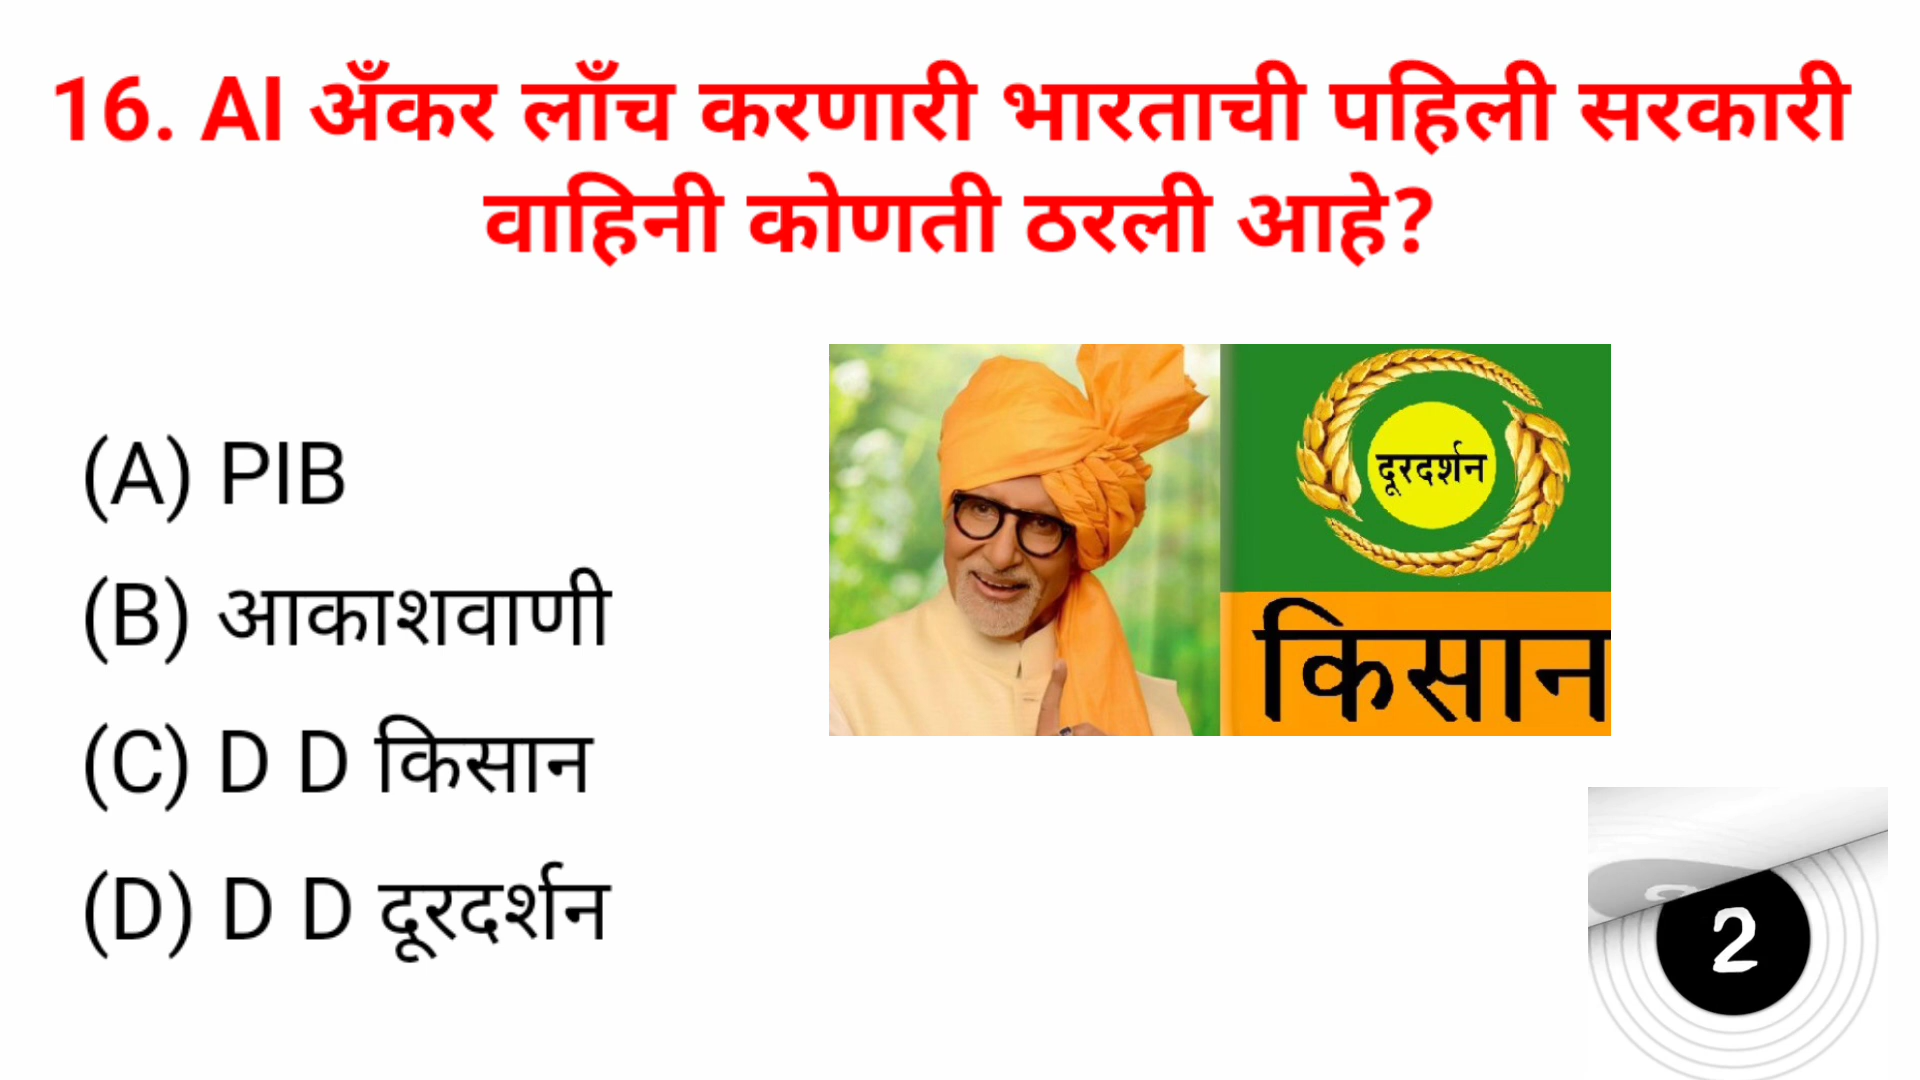 16. AI अँकर लाँच करणारी भारताची पहिली सरकारी
वाहिनी कोणती ठरली आहे?
(A) PIB
(B) आकाशवाणी
(C) D D किसान
(D) D D दूरदर्शन
दूरदर्शन
किसान
2